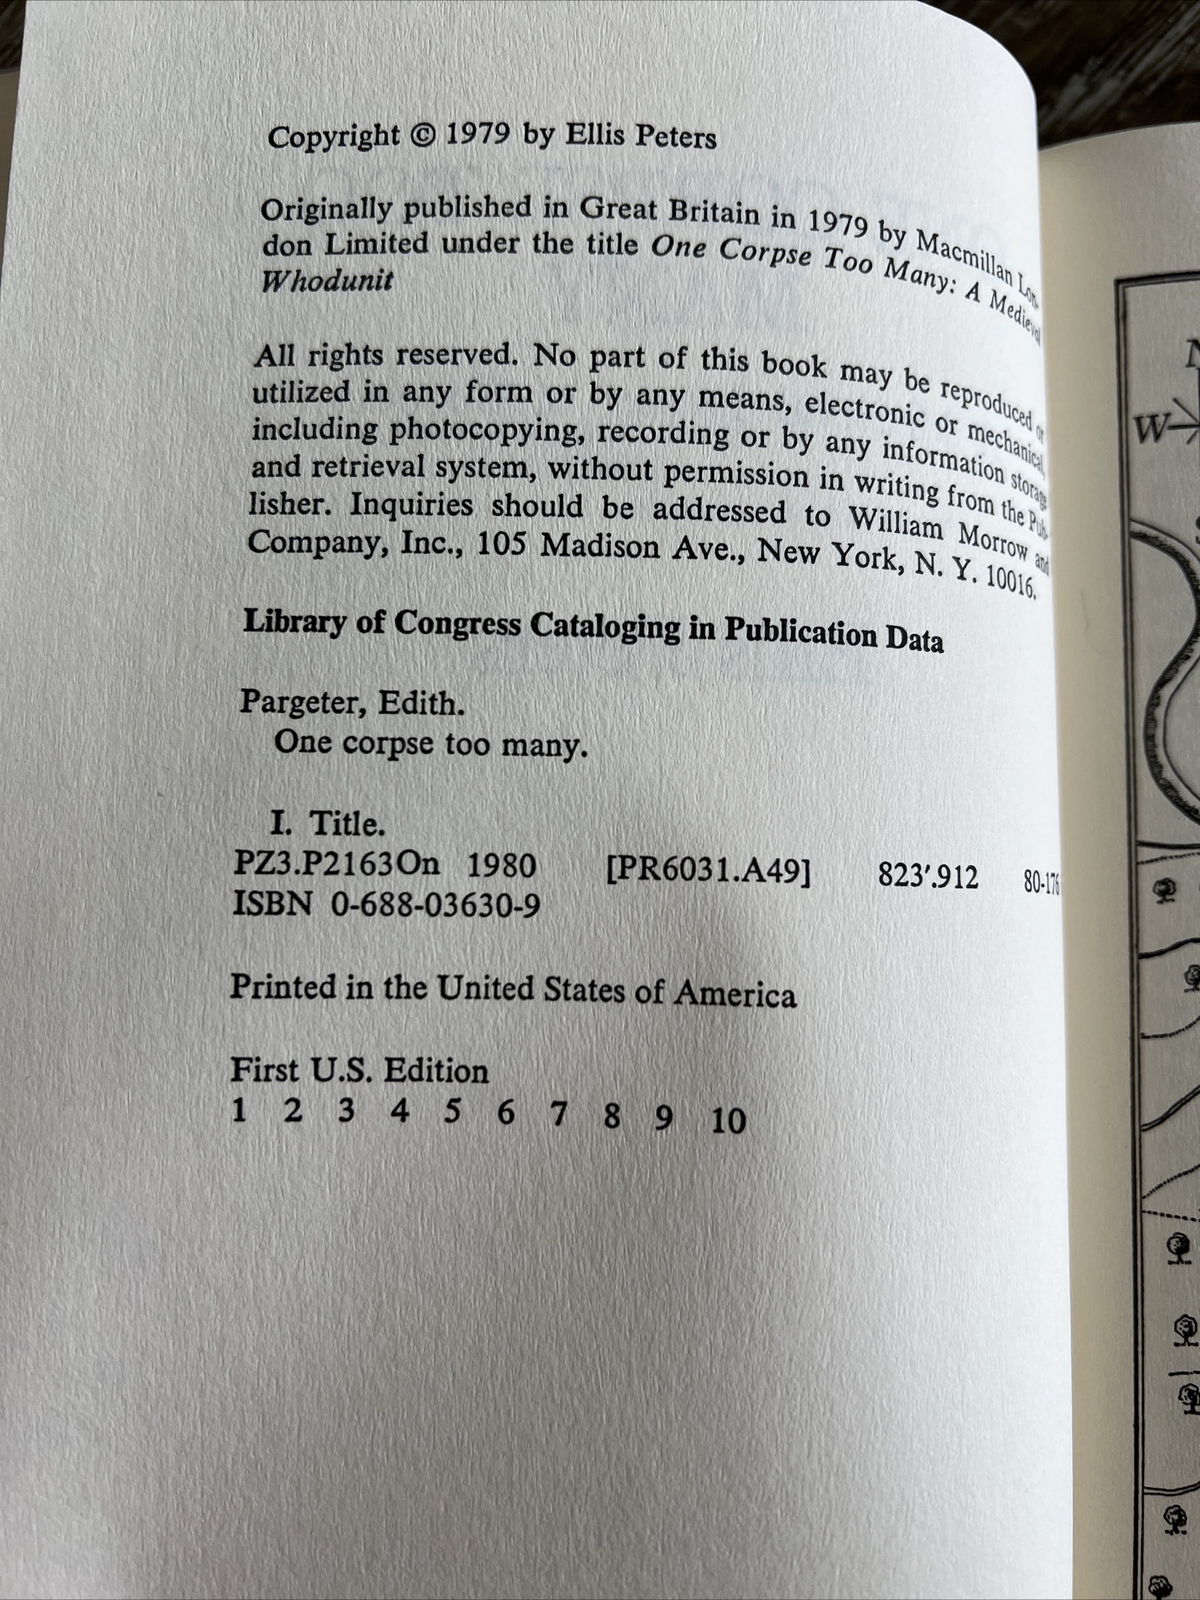 Copyright © 1979 by Ellis Peters
Originally published in Great Britain in 1979 by Macmillan Lon-
don Limited under the title One Corpse Too Many: A Medieval
Whodunit
All rights reserved. No part of this book may be reproduced or
utilized in any form or by any means, electronic or mechanical,
including photocopying, recording or by any information storage
and retrieval system, without permission in writing from the Pub-
lisher. Inquiries should be addressed to William Morrow and
Company, Inc., 105 Madison Ave., New York, N. Y. 10016.
Library of Congress Cataloging in Publication Data
Pargeter, Edith.
One corpse too many.
I. Title.
PZ3.P2163On 1980 [PR6031.A49] 823'.912 80-176
ISBN 0-688-03630-9
Printed in the United States of America
First U.S. Edition
1 2 3 4 5 6 7 8 9 10
W